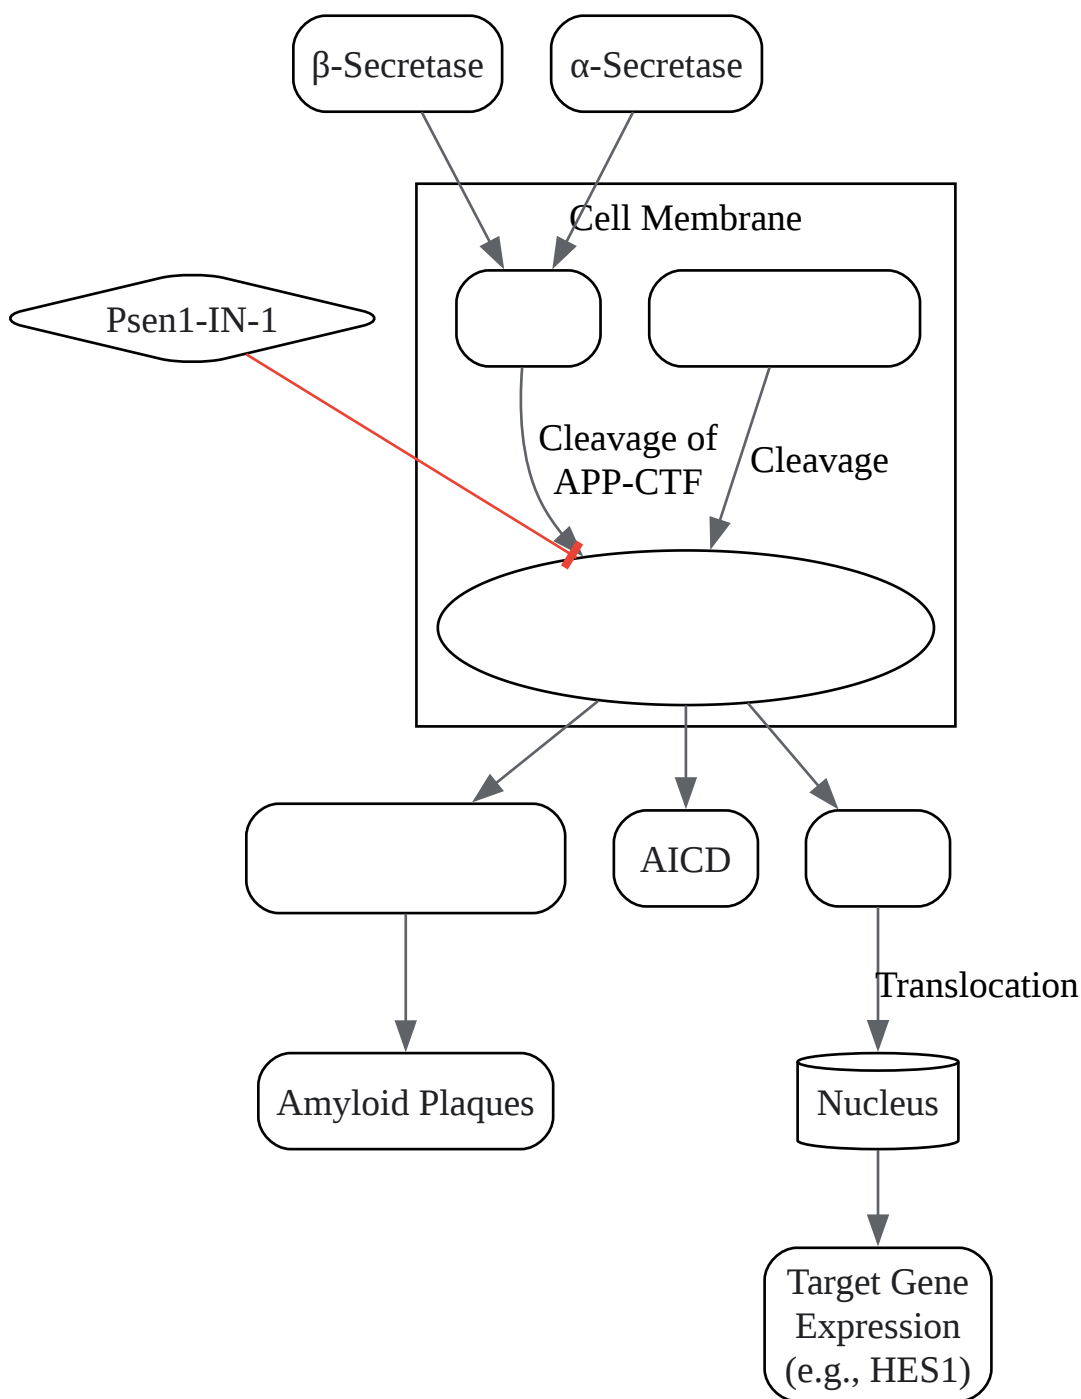 β-Secretase
α-Secretase
Cell Membrane
Psen1-IN-1
Cleavage of
APP-CTF
Cleavage
AICD
Translocation
Amyloid Plaques
Nucleus
Target Gene
Expression
(e.g., HES1)